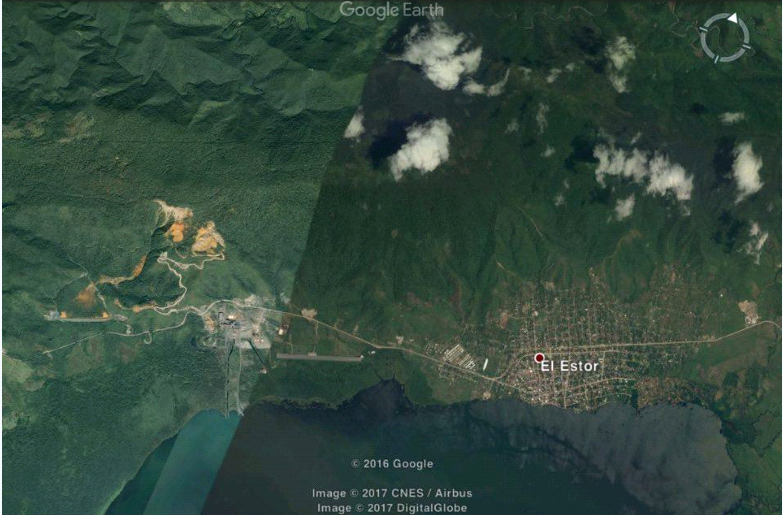 Google Earth
El Estor
© 2016 Google
Image © 2017 CNES / Airbus
Image © 2017 DigitalGlobe